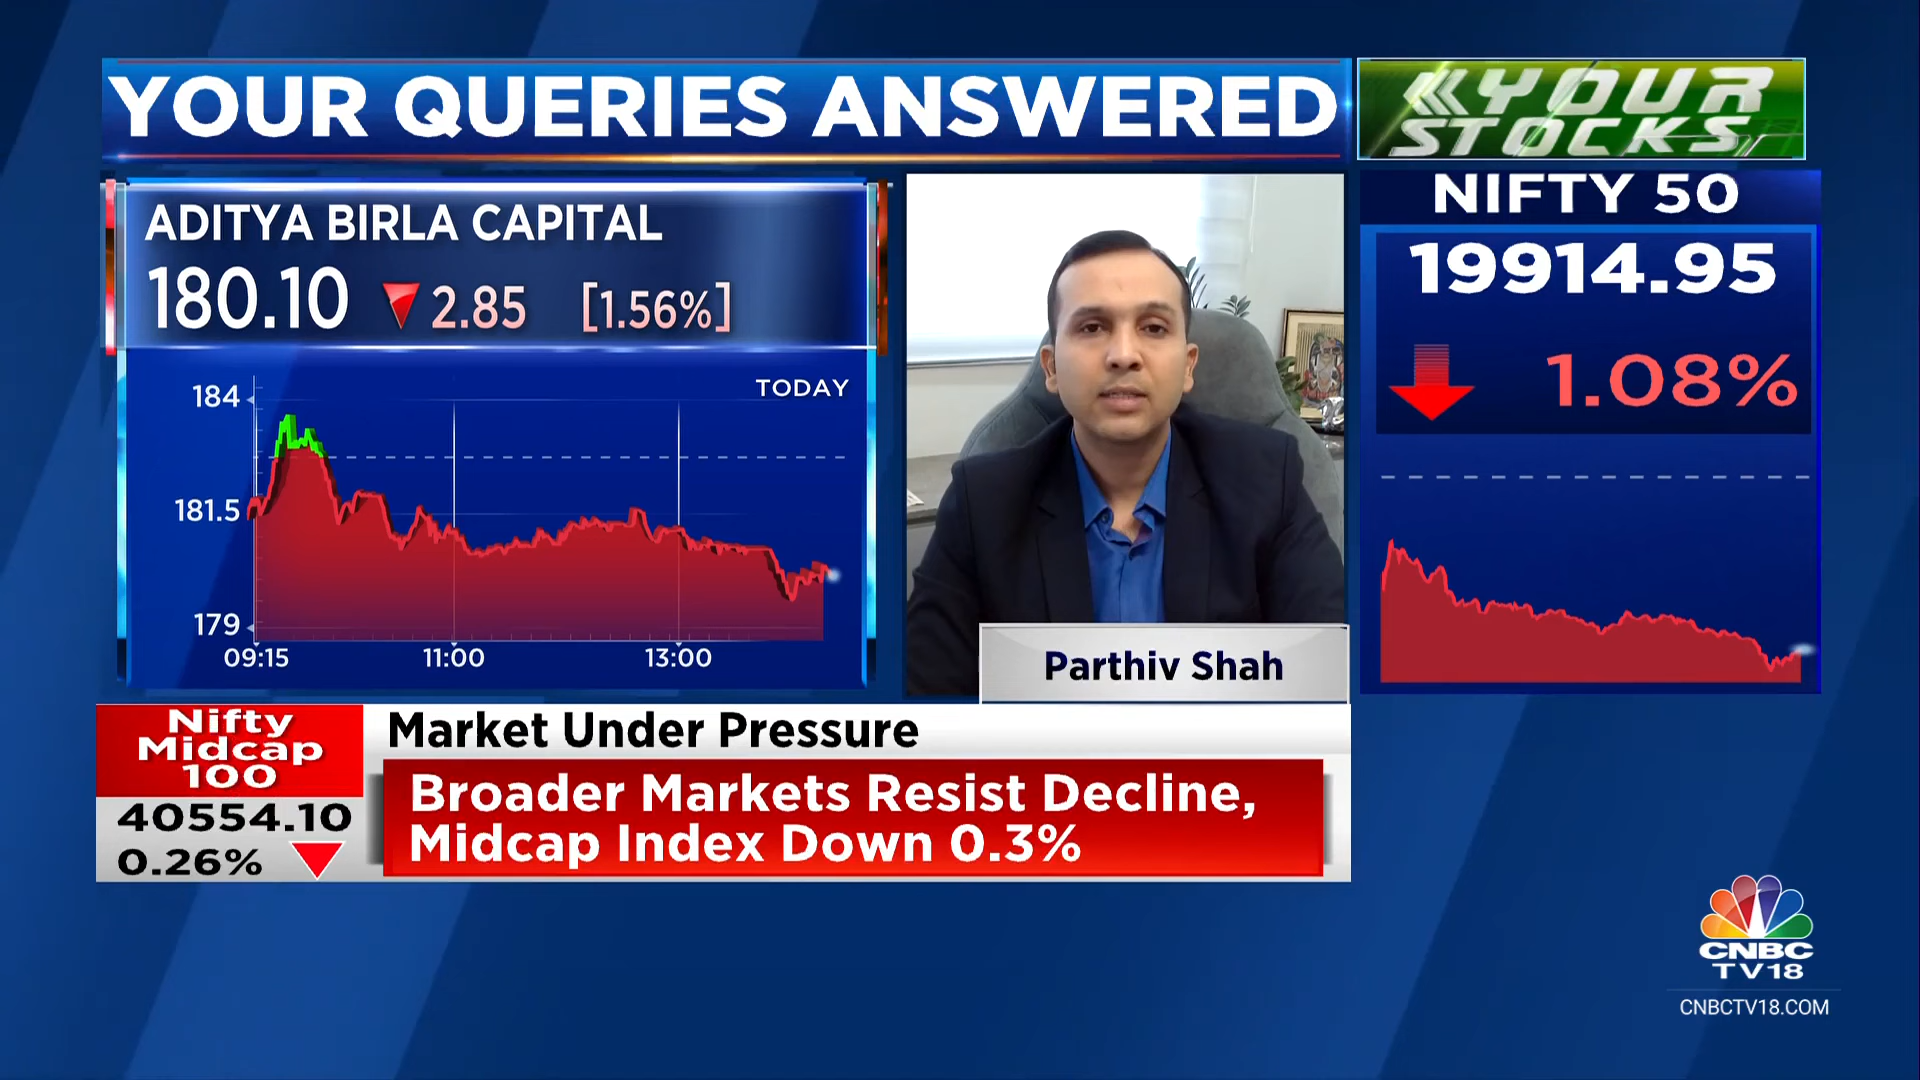 YOUR QUERIES ANSWERED
YOUR
STOCKS
ADITYA BIRLA CAPITAL
180.10 2.85 [1.56%]
TODAY
184
181.5
179
09:15 11:00 13:00
Parthiv Shah
NIFTY 50
19914.95
1.08%
Nifty
Midcap
100
40554.10
0.26%
Market Under Pressure
Broader Markets Resist Decline,
Midcap Index Down 0.3%
CNBC
TV18
CNBCTV18.COM